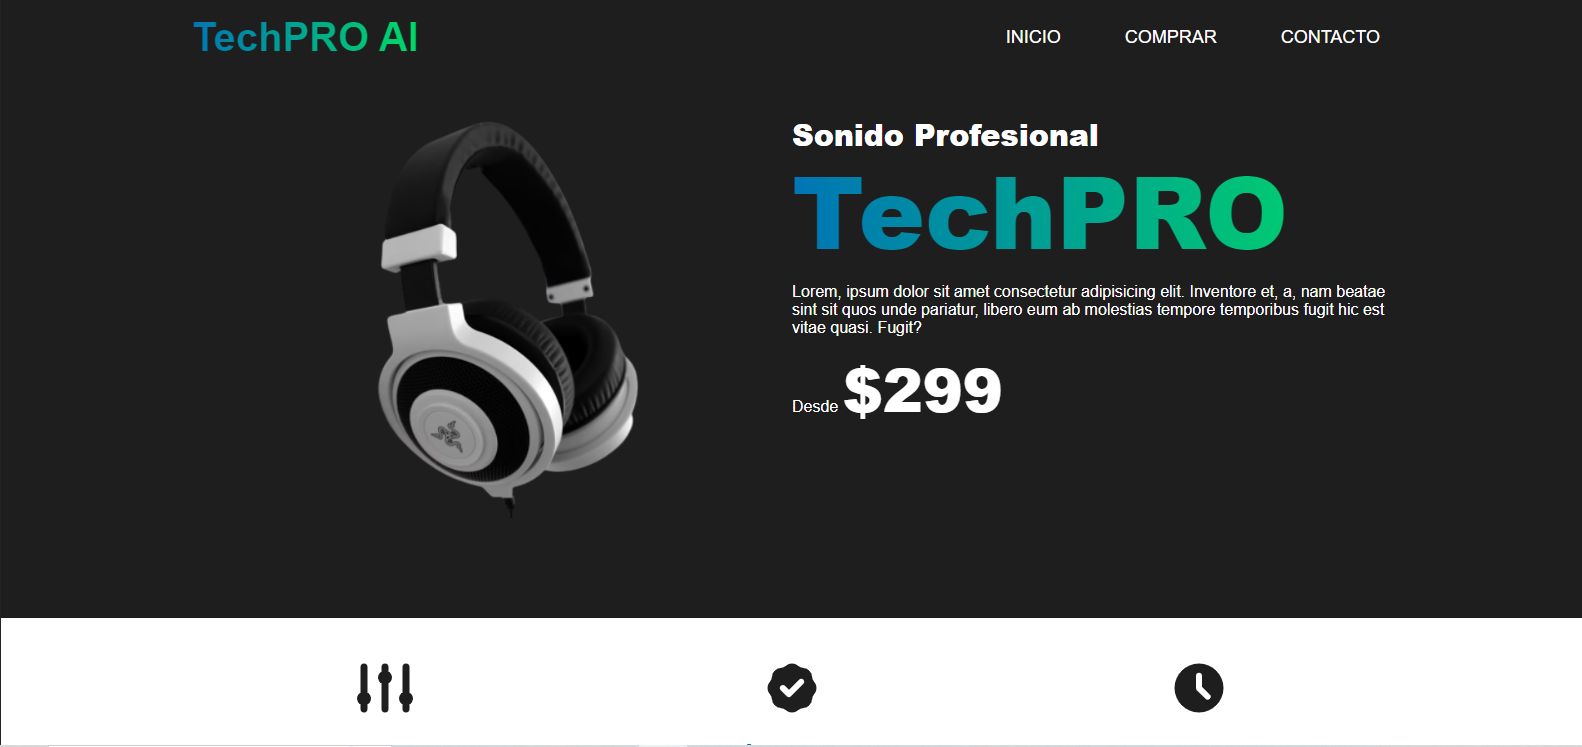 TechPRO AI
INICIO COMPRAR CONTACTO
Sonido Profesional
TechPRO
Lorem, ipsum dolor sit amet consectetur adipisicing elit. Inventore et, a, nam beatae
sint sit quos unde pariatur, libero eum ab molestias tempore temporibus fugit hic est
vitae quasi. Fugit?
Desde $299